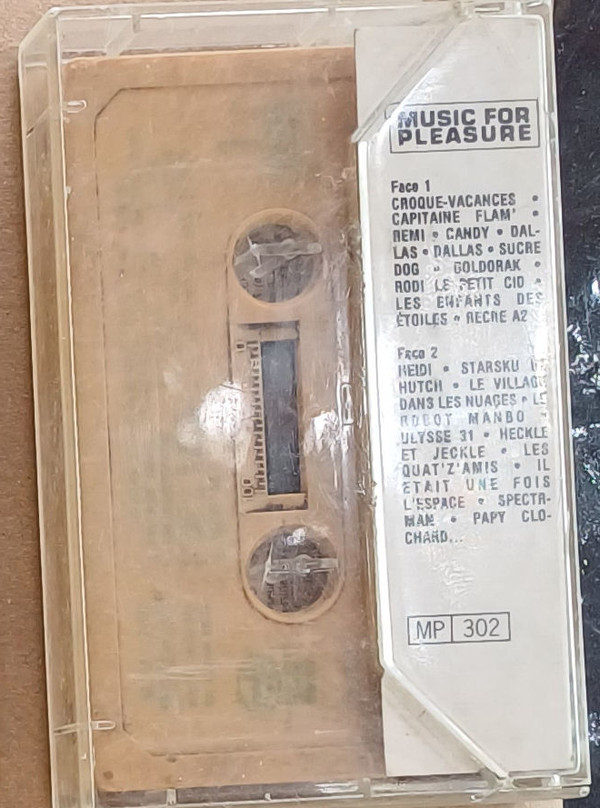 MUSIC FOR
PLEASURE
Face 1
CROQUE-VACANCES •
CAPITAINE FLAM' •
REMI • CANDY • DAL-
LAS • DALLAS • SUCRE
DOG • GOLDORAK •
RODI LE PETIT CID •
LES ENFANTS DES
ÉTOILES • RECRE A2
Face 2
HEIDI • STARSKU ET
HUTCH • LE VILLAGE
DANS LES NUAGES • LE
ROBOT MANBO •
ULYSSE 31 • HECKLE
ET JECKLE • LES
QUAT'Z'AMIS • IL
ETAIT UNE FOIS
L'ESPACE • SPECTR-
MAN • PAPY CLO-
CHARD...
MP 302
0
100